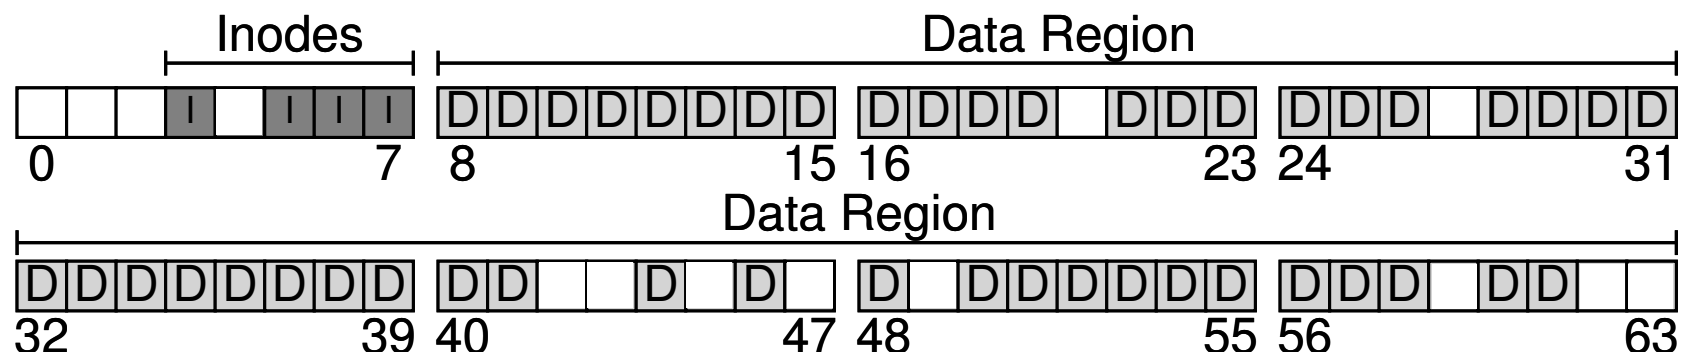 Inodes Data Region
I I I I D D D D D D D D D D D D D D D D D D D D D D
0 7 8 15 16 23 24 31
Data Region
D D D D D D D D D D D D D D D D D D D D D D D D
32 39 40 47 48 55 56 63